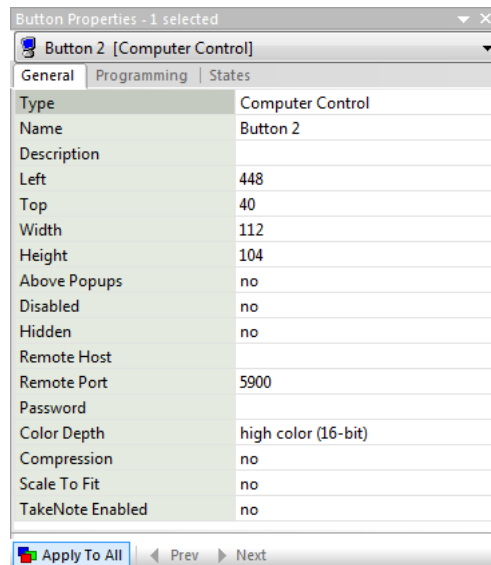 Button Properties - 1 selected
Button 2 [Computer Control]
General Programming States
Type Computer Control
Name Button 2
Description
Left 448
Top 40
Width 112
Height 104
Above Popups no
Disabled no
Hidden no
Remote Host
Remote Port 5900
Password
Color Depth high color (16-bit)
Compression no
Scale To Fit no
TakeNote Enabled no
Apply To All Prev Next